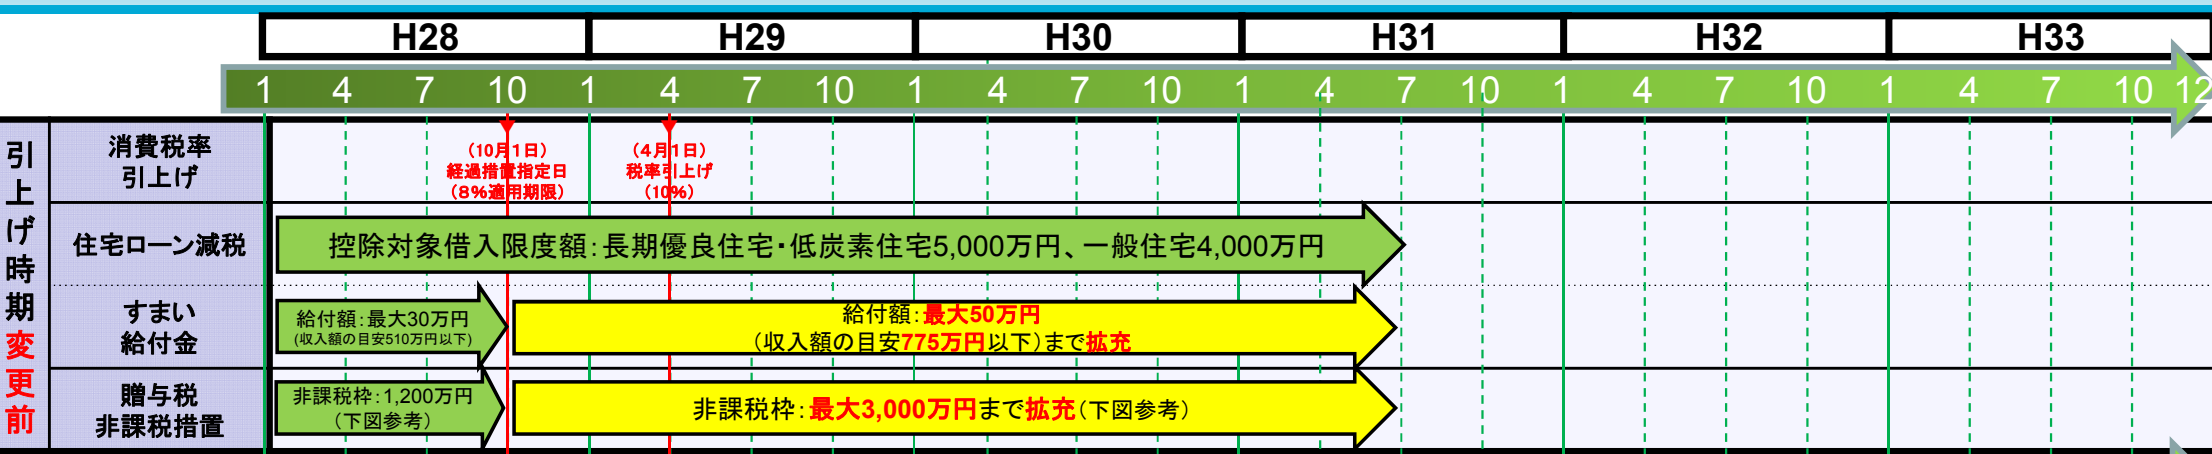 H28 H29 H30 H31 H32 H33
1 4 7 10 1 4 7 10 1 4 7 10 1 4 7 10 1 4 7 10 1 4 7 10 12
引上げ時期変更前
消費税率
引上げ
(10月1日)
経過措置指定日
(8%適用期限)
(4月1日)
税率引上げ
(10%)
住宅ローン減税
控除対象借入限度額:長期優良住宅・低炭素住宅5,000万円、一般住宅4,000万円
すまい
給付金
給付額:最大30万円
(収入額の目安510万円以下)
給付額:最大50万円
(収入額の目安775万円以下)まで拡充
贈与税
非課税措置
非課税枠:1,200万円
(下図参考)
非課税枠:最大3,000万円まで拡充(下図参考)